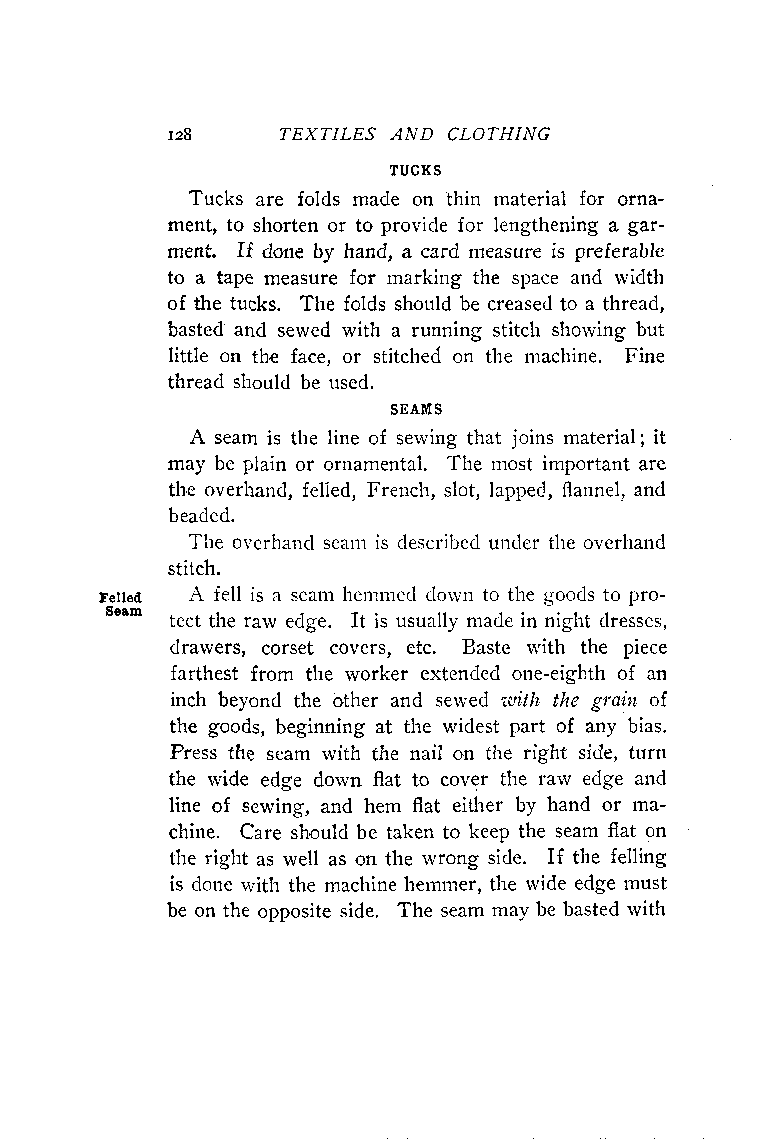 128 TEXTILES AND CLOTHING
TUCKS
Tucks are folds made on thin material for orna-
ment, to shorten or to provide for lengthening a gar-
ment. If done by hand, a card measure is preferable
to a tape measure for marking the space and width
of the tucks. The folds should be creased to a thread,
basted and sewed with a running stitch showing but
little on the face, or stitched on the machine. Fine
thread should be used.
SEAMS
A seam is the line of sewing that joins material; it
may be plain or ornamental. The most important are
the overhand, felled, French, slot, lapped, flannel, and
beaded.
The overhand seam is described under the overhand
stitch.
Felled
Seam
A fell is a seam hemmed down to the goods to pro-
tect the raw edge. It is usually made in night dresses,
drawers, corset covers, etc. Baste with the piece
farthest from the worker extended one-eighth of an
inch beyond the other and sewed with the grain of
the goods, beginning at the widest part of any bias.
Press the seam with the nail on the right side, turn
the wide edge down flat to cover the raw edge and
line of sewing, and hem flat either by hand or ma-
chine. Care should be taken to keep the seam flat on
the right as well as on the wrong side. If the felling
is done with the machine hemmer, the wide edge must
be on the opposite side. The seam may be basted with